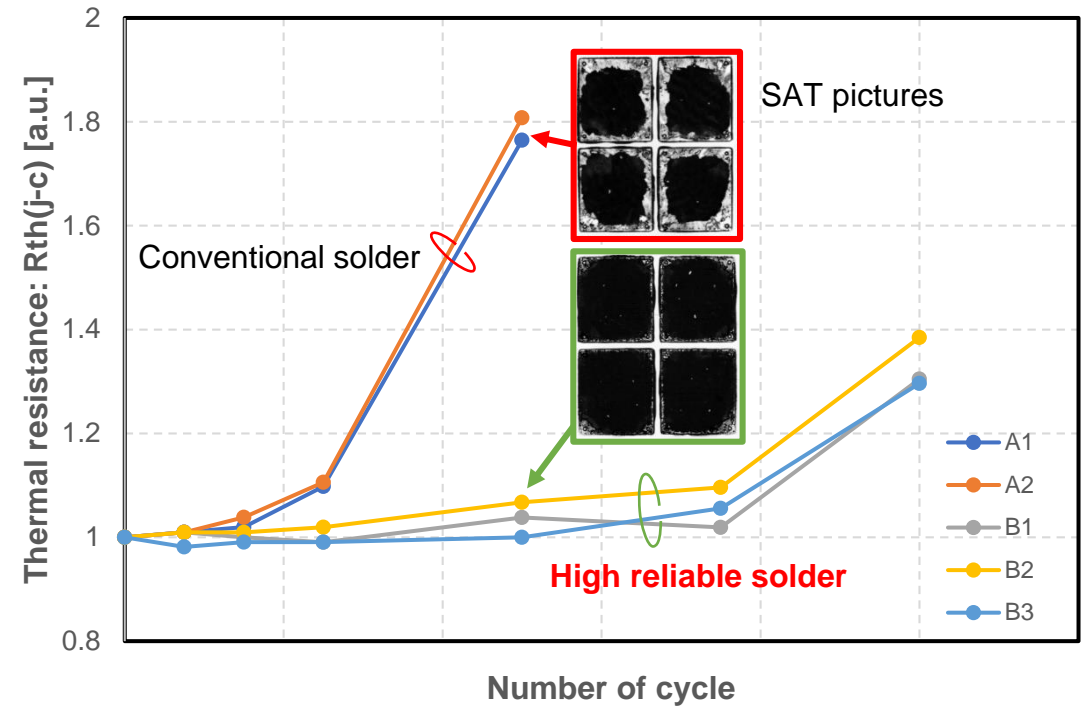 Thermal resistance: Rth(j-c) [a.u.]
2
1.8
1.6
1.4
1.2
1
0.8
SAT pictures
Conventional solder
High reliable solder
A1
A2
B1
B2
B3
Number of cycle